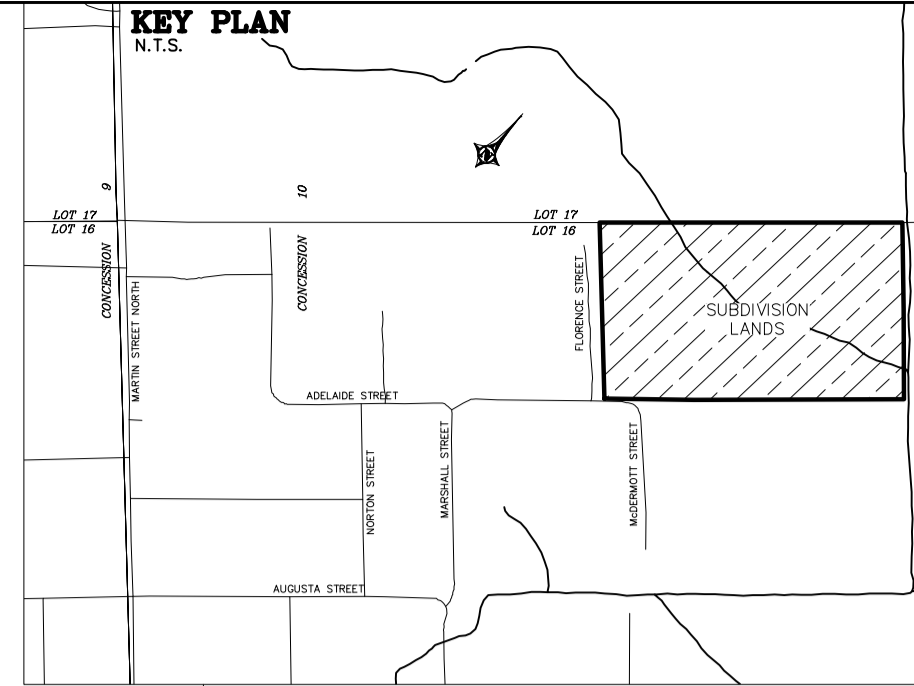 KEY PLAN
N.T.S.
9
10
LOT 17
LOT 16
LOT 17
LOT 16
CONCESSION
CONCESSION
MARTIN STREET NORTH
FLORENCE STREET
SUBDIVISION
LANDS
ADELAIDE STREET
NORTON STREET
MARSHALL STREET
McDERMOTT STREET
AUGUSTA STREET